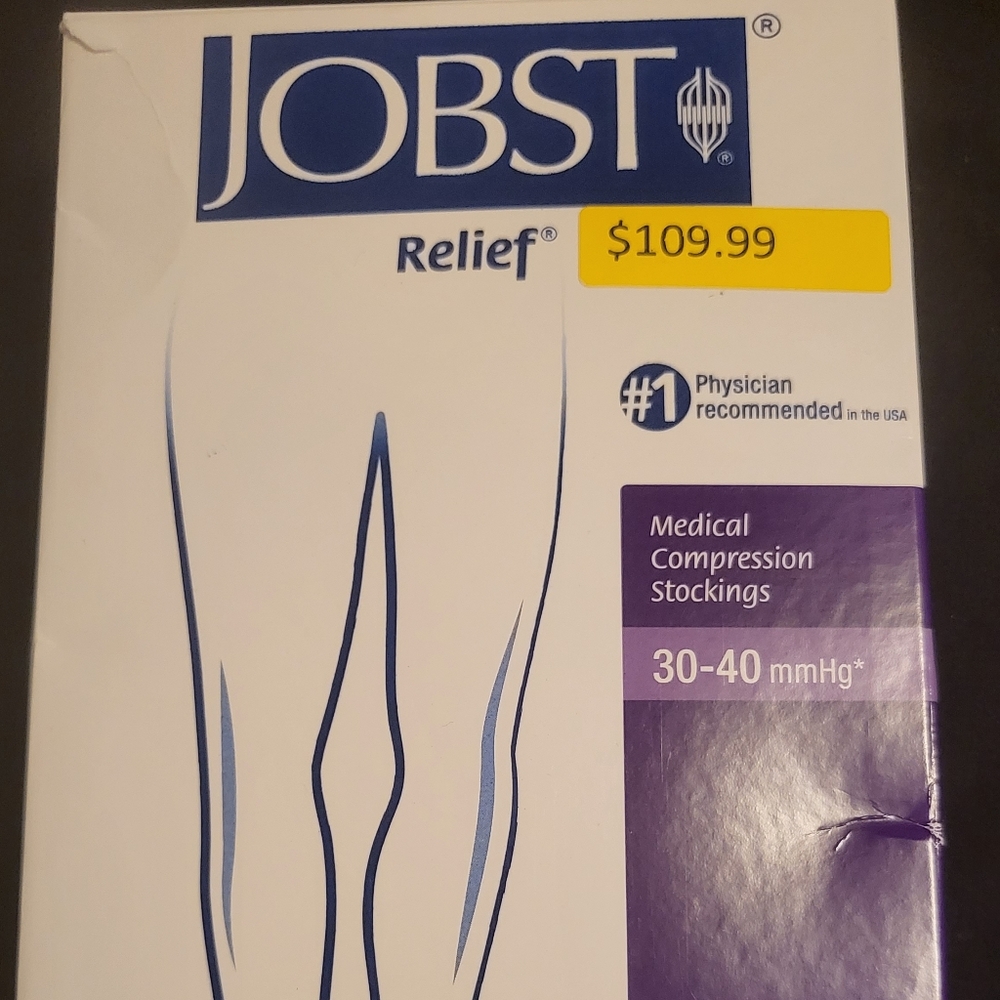 JOBST®
®
Relief®
$109.99
#1 Physician
recommended in the USA
Medical
Compression
Stockings
30-40 mmHg*